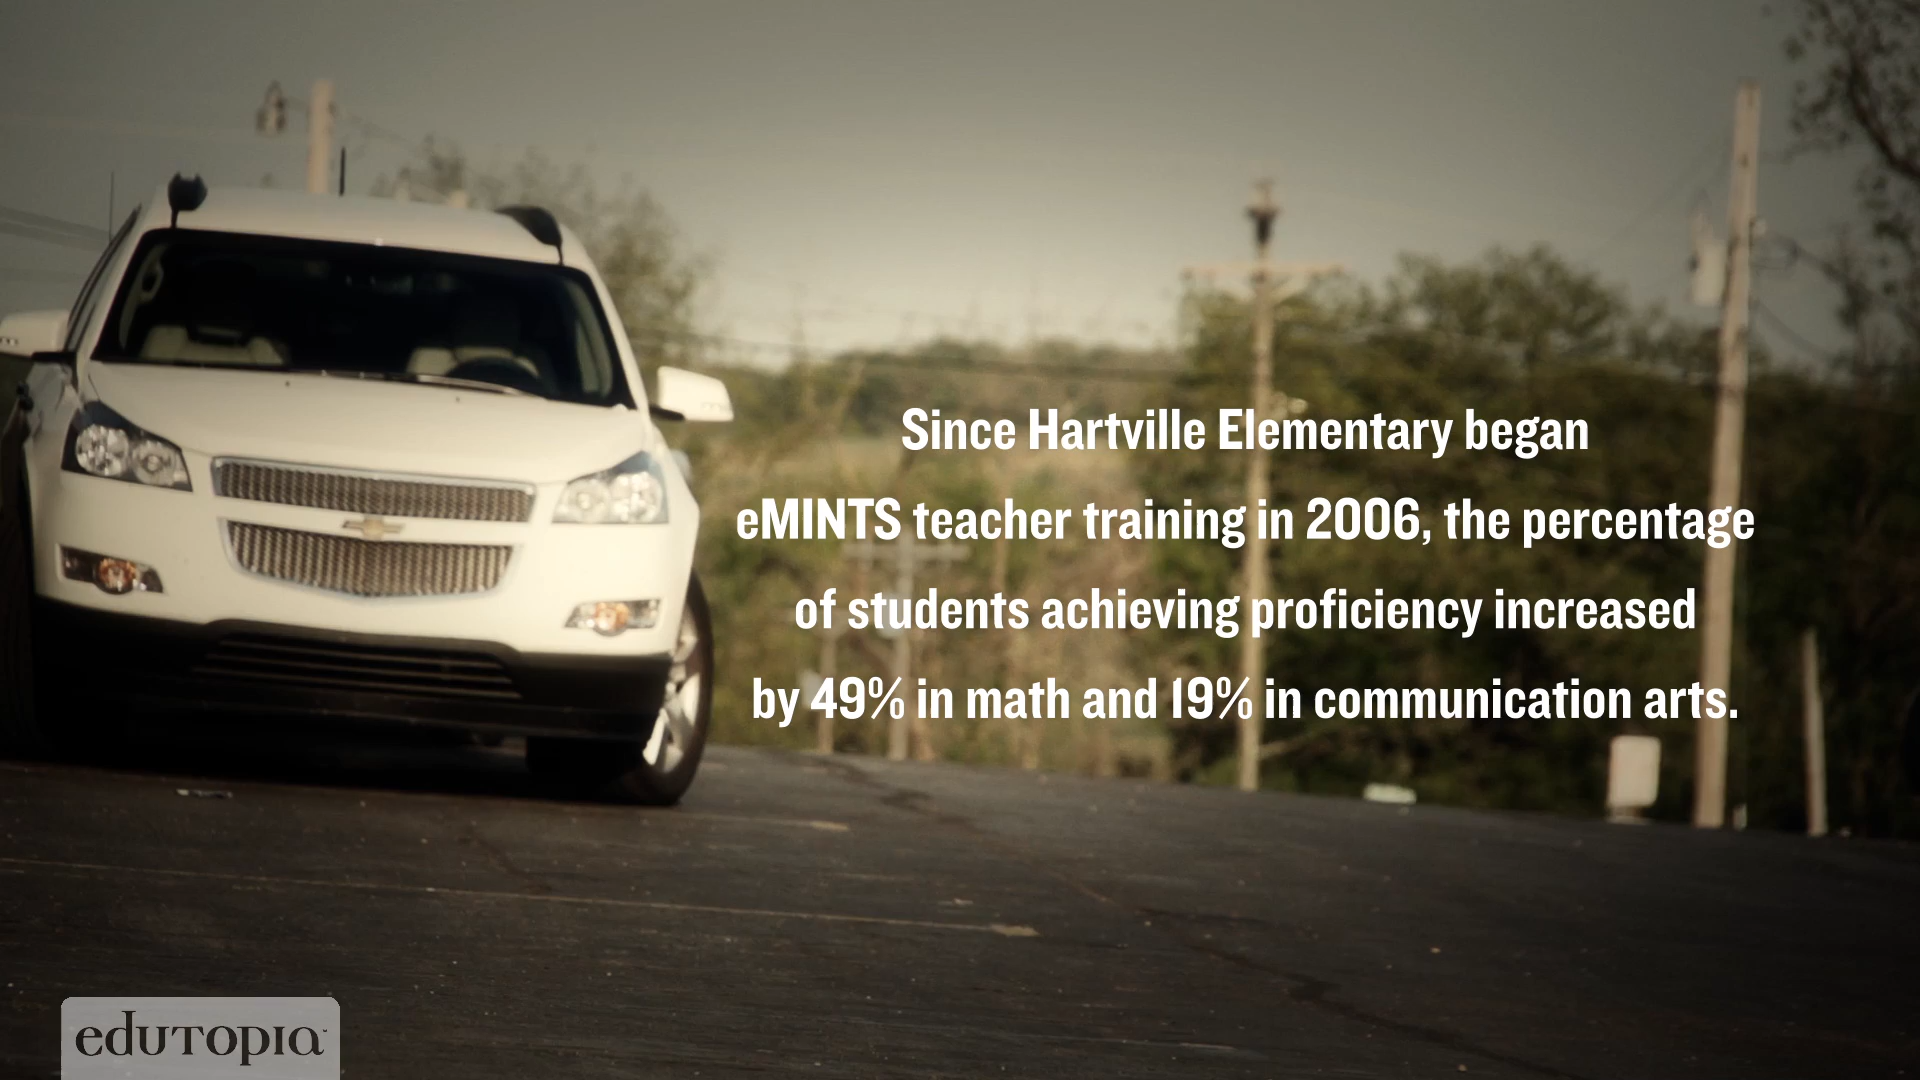 Since Hartville Elementary began
eMINTS teacher training in 2006, the percentage
of students achieving proficiency increased
by 49% in math and 19% in communication arts.
edUTOPIA